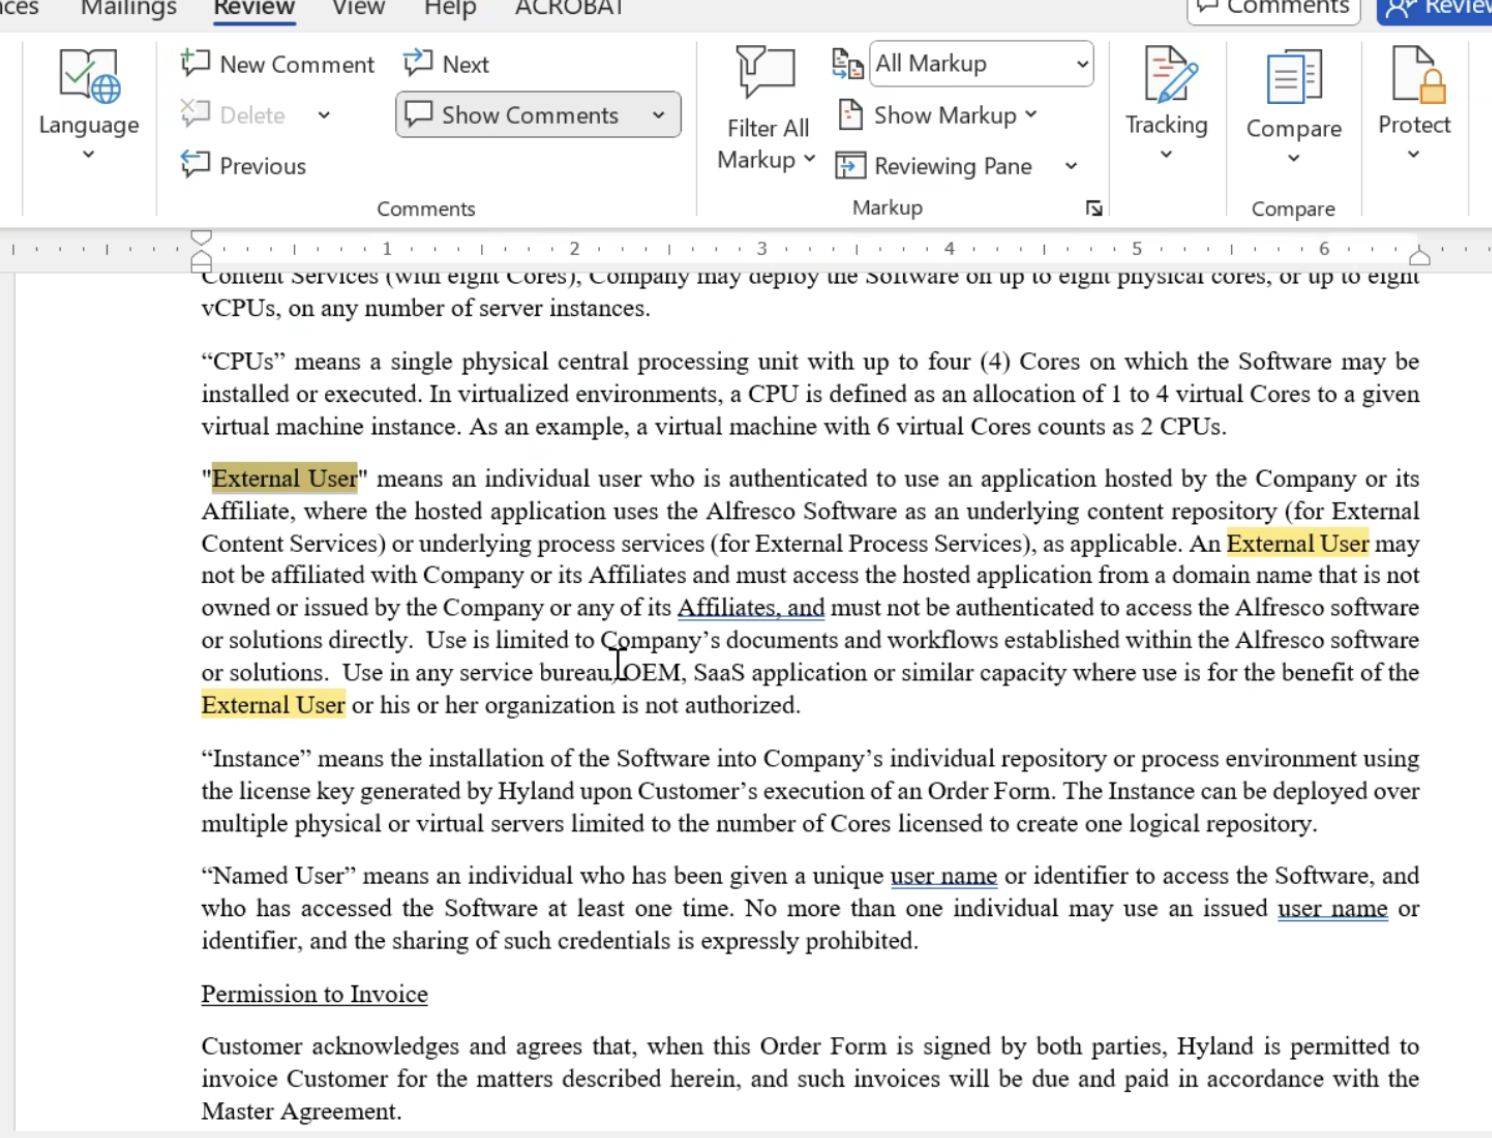 Mailings Review View Help ACROBAT
Comments
New Comment Next All Markup
Delete Show Comments Show Markup
Language Filter All Markup Tracking Compare Protect
Previous Reviewing Pane
Comments Markup Compare
1 2 3 4 5 6
Content Services (with eight Cores), Company may deploy the Software on up to eight physical cores, or up to eight
vCPUs, on any number of server instances.
“CPUs” means a single physical central processing unit with up to four (4) Cores on which the Software may be
installed or executed. In virtualized environments, a CPU is defined as an allocation of 1 to 4 virtual Cores to a given
virtual machine instance. As an example, a virtual machine with 6 virtual Cores counts as 2 CPUs.
"External User" means an individual user who is authenticated to use an application hosted by the Company or its
Affiliate, where the hosted application uses the Alfresco Software as an underlying content repository (for External
Content Services) or underlying process services (for External Process Services), as applicable. An External User may
not be affiliated with Company or its Affiliates and must access the hosted application from a domain name that is not
owned or issued by the Company or any of its Affiliates, and must not be authenticated to access the Alfresco software
or solutions directly.  Use is limited to Company’s documents and workflows established within the Alfresco software
or solutions.  Use in any service bureau, OEM, SaaS application or similar capacity where use is for the benefit of the
External User or his or her organization is not authorized.
“Instance” means the installation of the Software into Company’s individual repository or process environment using
the license key generated by Hyland upon Customer’s execution of an Order Form. The Instance can be deployed over
multiple physical or virtual servers limited to the number of Cores licensed to create one logical repository.
“Named User” means an individual who has been given a unique user name or identifier to access the Software, and
who has accessed the Software at least one time. No more than one individual may use an issued user name or
identifier, and the sharing of such credentials is expressly prohibited.
Permission to Invoice
Customer acknowledges and agrees that, when this Order Form is signed by both parties, Hyland is permitted to
invoice Customer for the matters described herein, and such invoices will be due and paid in accordance with the
Master Agreement.